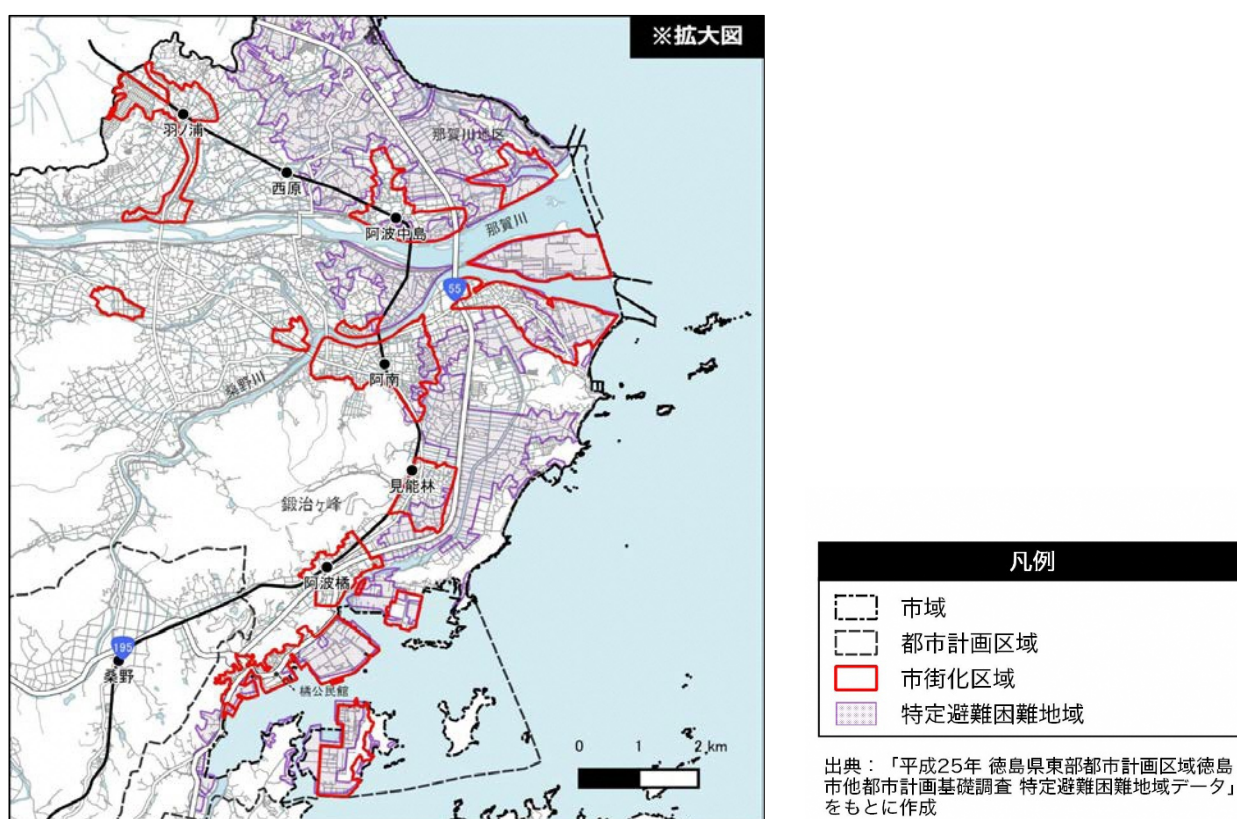 ※拡大図
羽ノ浦
那賀川地区
西原
阿波中島
那賀川
55
桑野川
阿南
見能林
鍛治ヶ峰
阿波橘
195
桑野
橘公民館
0 1 2 km
凡例
市域
都市計画区域
市街化区域
特定避難困難地域
出典：「平成25年 徳島県東部都市計画区域徳島
市他都市計画基礎調査 特定避難困難地域データ」
をもとに作成